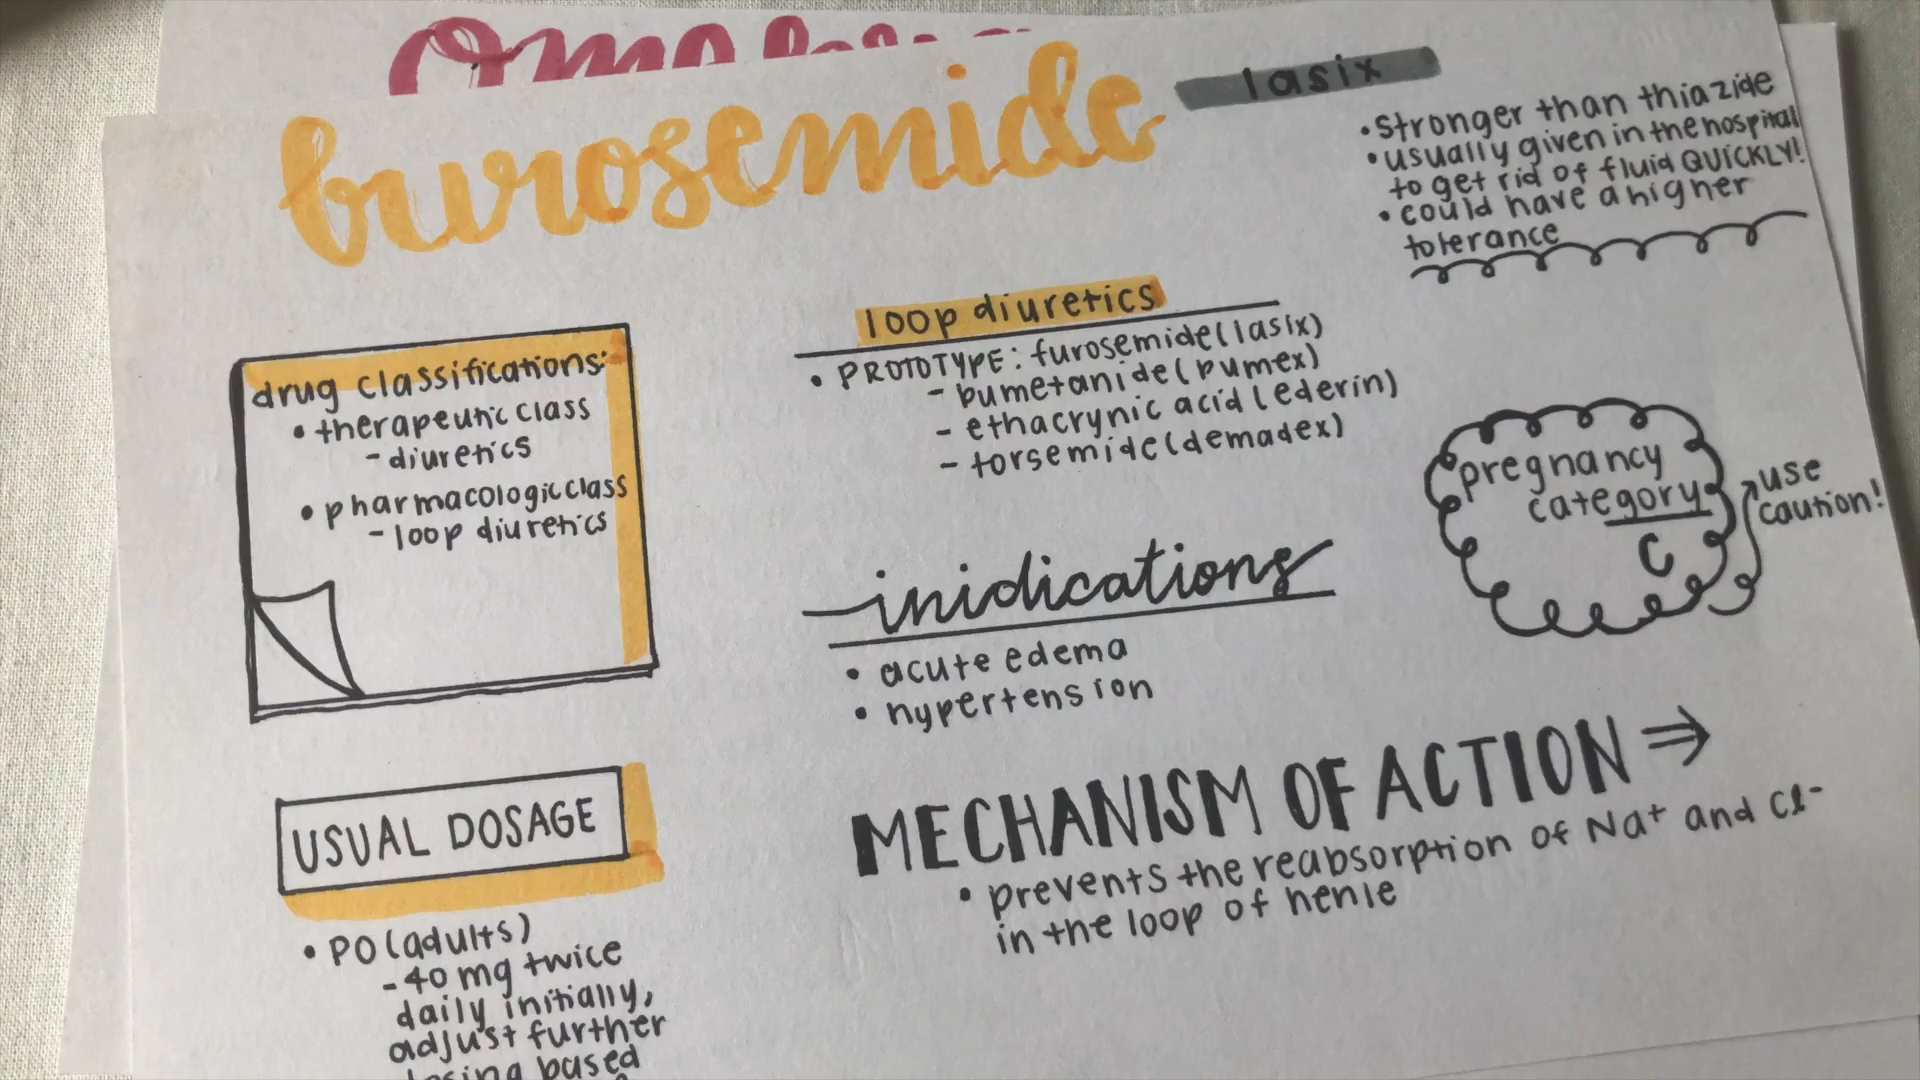 furosemide
lasix
• stronger than thiazide
• usually given in the hospital
to get rid of fluid QUICKLY!
• could have a higher
tolerance
drug classifications:
• therapeutic class
- diuretics
• pharmacologic class
- loop diuretics
loop diuretics
• PROTOTYPE: furosemide (lasix)
- bumetanide (bumex)
- ethacrynic acid (ederin)
- torsemide (demadex)
pregnancy
category
C
use
caution!
inidications
• acute edema
• hypertension
USUAL DOSAGE
• PO (adults)
- 40 mg twice
daily initially,
adjust further
based
MECHANISM OF ACTION ⇒
• prevents the reabsorption of Na+ and Cl-
in the loop of henle